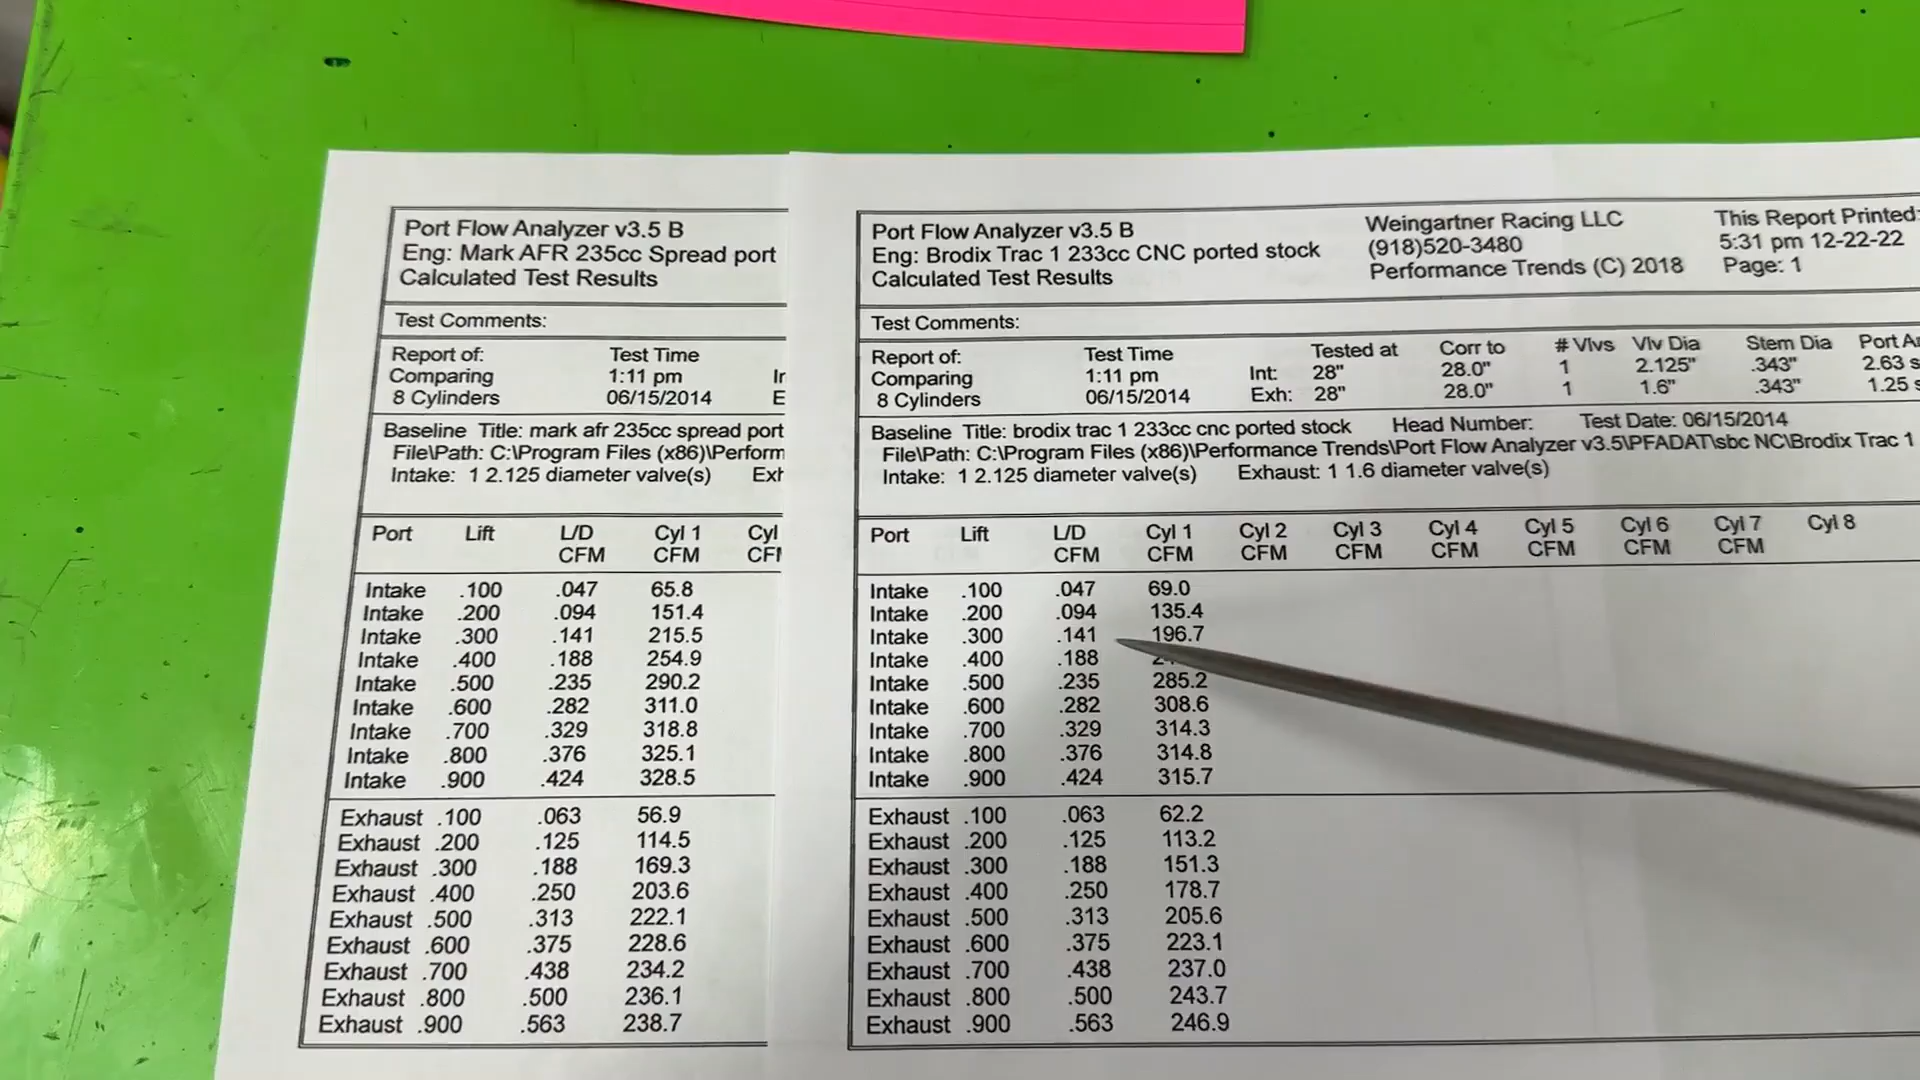 Port Flow Analyzer v3.5 B
Eng: Mark AFR 235cc Spread port
Calculated Test Results
Test Comments:
Report of: Test Time
Comparing 1:11 pm
8 Cylinders 06/15/2014
Baseline Title: mark afr 235cc spread port
File\Path: C:\Program Files (x86)\Perform
Intake: 1 2.125 diameter valve(s)
Port Lift L/D Cyl 1 Cyl
CFM CFM
Intake .100 .047 65.8
Intake .200 .094 151.4
Intake .300 .141 215.5
Intake .400 .188 254.9
Intake .500 .235 290.2
Intake .600 .282 311.0
Intake .700 .329 318.8
Intake .800 .376 325.1
Intake .900 .424 328.5
Exhaust .100 .063 56.9
Exhaust .200 .125 114.5
Exhaust .300 .188 169.3
Exhaust .400 .250 203.6
Exhaust .500 .313 222.1
Exhaust .600 .375 228.6
Exhaust .700 .438 234.2
Exhaust .800 .500 236.1
Exhaust .900 .563 238.7
Port Flow Analyzer v3.5 B Weingartner Racing LLC This Report Printed:
Eng: Brodix Trac 1 233cc CNC ported stock (918)520-3480 5:31 pm 12-22-22
Calculated Test Results Performance Trends (C) 2018 Page: 1
Test Comments:
Report of: Test Time Tested at Corr to # Vlvs Vlv Dia Stem Dia Port
Comparing 1:11 pm Int: 28" 28.0" 1 2.125" .343" 2.63
8 Cylinders 06/15/2014 Exh: 28" 28.0" 1 1.6" .343" 1.25
Baseline Title: brodix trac 1 233cc cnc ported stock Head Number: Test Date: 06/15/2014
File\Path: C:\Program Files (x86)\Performance Trends\Port Flow Analyzer v3.5\PFADAT\sbc NC\Brodix Trac 1
Intake: 1 2.125 diameter valve(s) Exhaust: 1 1.6 diameter valve(s)
Port Lift L/D Cyl 1 Cyl 2 Cyl 3 Cyl 4 Cyl 5 Cyl 6 Cyl 7 Cyl 8
CFM CFM CFM CFM CFM CFM CFM CFM
Intake .100 .047 69.0
Intake .200 .094 135.4
Intake .300 .141 196.7
Intake .400 .188
Intake .500 .235 285.2
Intake .600 .282 308.6
Intake .700 .329 314.3
Intake .800 .376 314.8
Intake .900 .424 315.7
Exhaust .100 .063 62.2
Exhaust .200 .125 113.2
Exhaust .300 .188 151.3
Exhaust .400 .250 178.7
Exhaust .500 .313 205.6
Exhaust .600 .375 223.1
Exhaust .700 .438 237.0
Exhaust .800 .500 243.7
Exhaust .900 .563 246.9